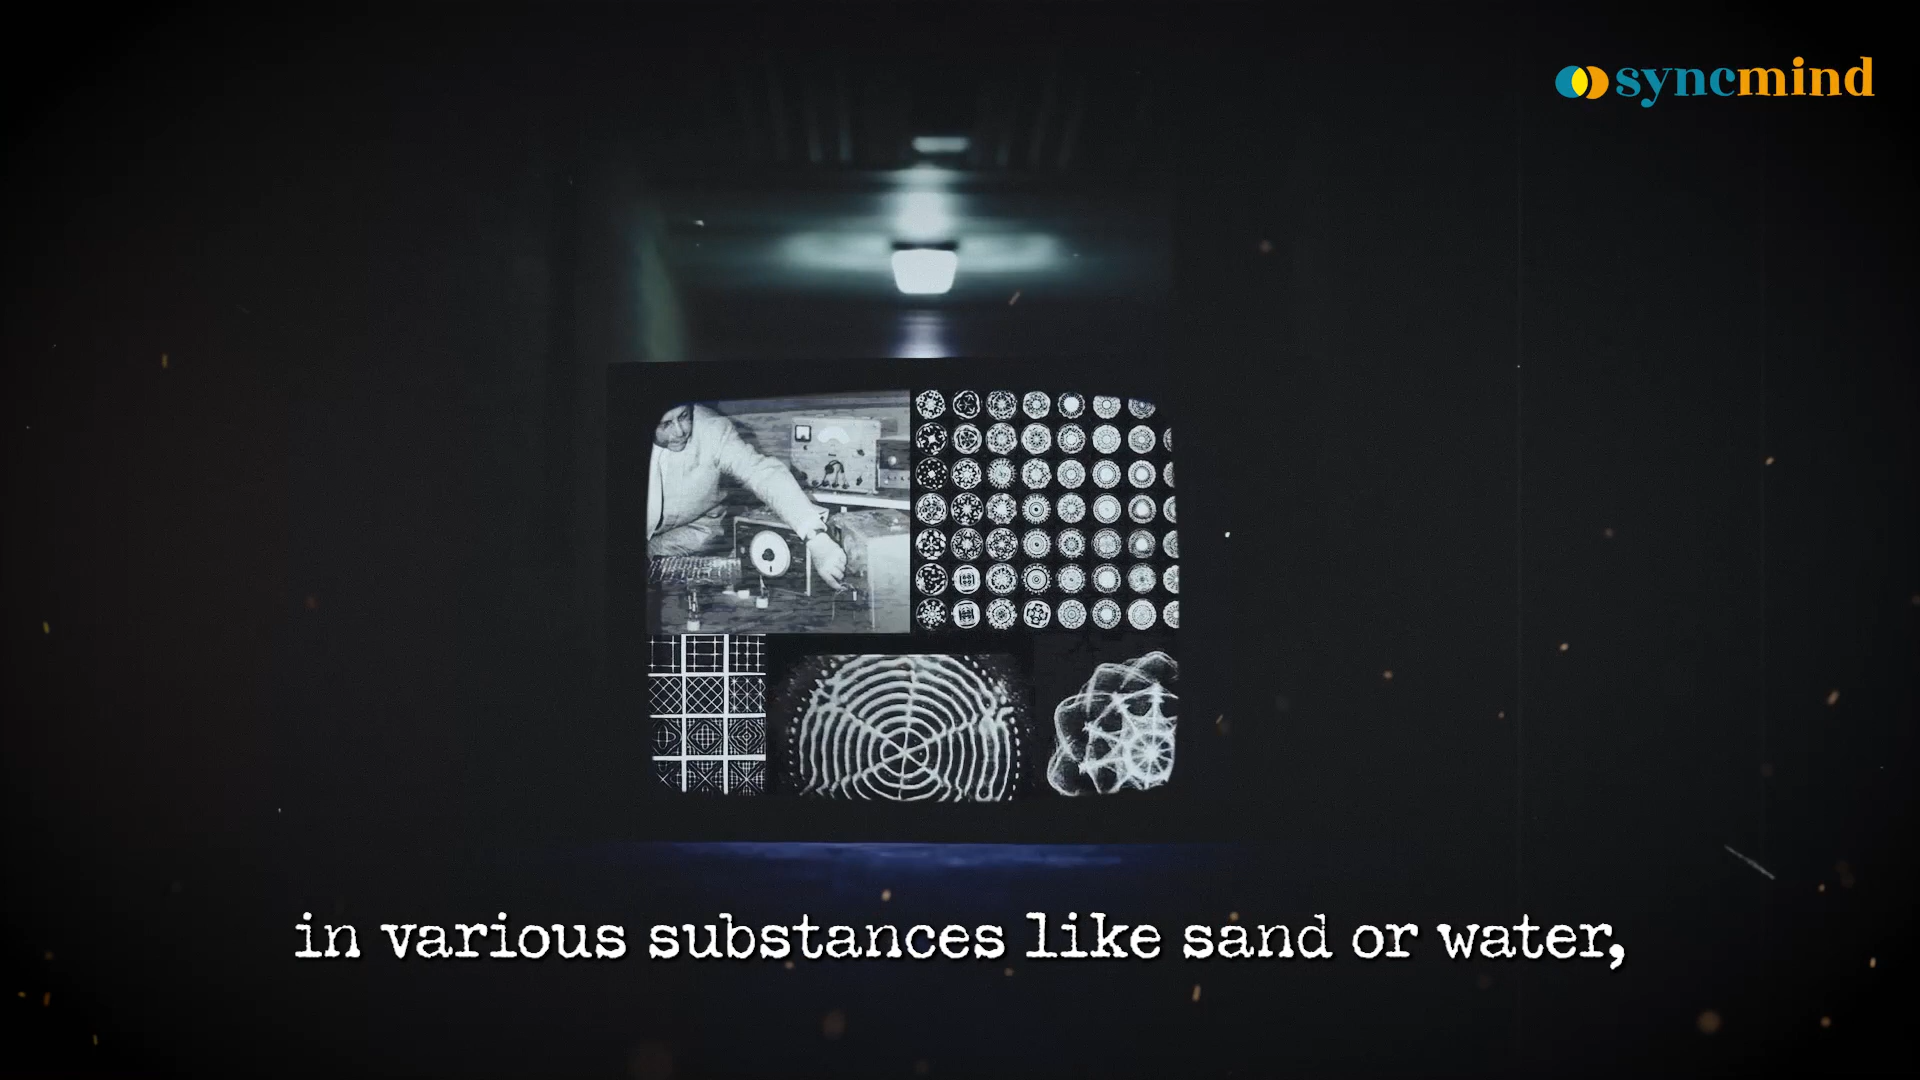 syncmind
in various substances like sand or water,